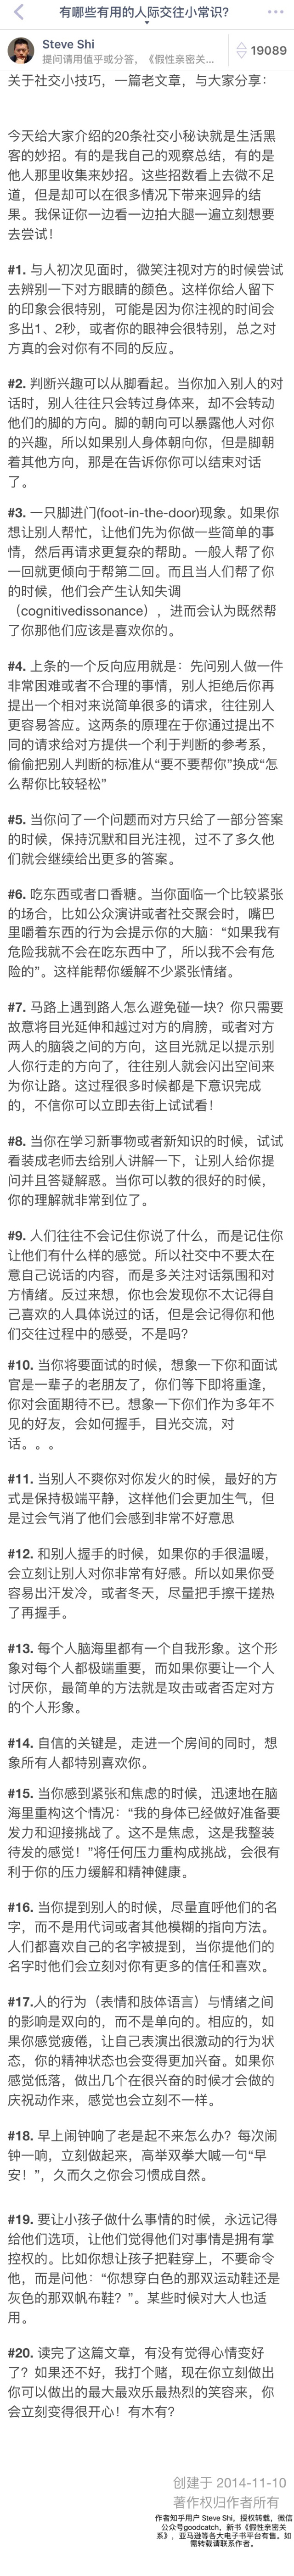 有哪些有用的人际交往小常识?
Steve Shi
提问请用值乎或分答，《假性亲密关...
19089
关于社交小技巧，一篇老文章，与大家分享：
今天给大家介绍的20条社交小秘诀就是生活黑
客的妙招。有的是我自己的观察总结，有的是
他人那里收集来妙招。这些招数看上去微不足
道，但是却可以在很多情况下带来迥异的结
果。我保证你一边看一边拍大腿一遍立刻想要
去尝试！
#1. 与人初次见面时，微笑注视对方的时候尝试
去辨别一下对方眼睛的颜色。这样你给人留下
的印象会很特别，可能是因为你注视的时间会
多出1、2秒，或者你的眼神会很特别，总之对
方真的会对你有不同的反应。
#2. 判断兴趣可以从脚看起。当你加入别人的对
话时，别人往往只会转过身体来，却不会转动
他们的脚的方向。脚的朝向可以暴露他人对你
的兴趣，所以如果别人身体朝向你，但是脚朝
着其他方向，那是在告诉你你可以结束对话
了。
#3. 一只脚进门(foot-in-the-door)现象。如果你
想让别人帮忙，让他们先为你做一些简单的事
情，然后再请求更复杂的帮助。一般人帮了你
一回就更倾向于帮第二回。而且当人们帮了你
的时候，他们会产生认知失调
（cognitivedissonance），进而会认为既然帮
了你那他们应该是喜欢你的。
#4. 上条的一个反向应用就是：先问别人做一件
非常困难或者不合理的事情，别人拒绝后你再
提出一个相对来说简单很多的请求，往往别人
更容易答应。这两条的原理在于你通过提出不
同的请求给对方提供一个利于判断的参考系，
偷偷把别人判断的标准从“要不要帮你”换成“怎
么帮你比较轻松”
#5. 当你问了一个问题而对方只给了一部分答案
的时候，保持沉默和目光注视，过不了多久他
们就会继续给出更多的答案。
#6. 吃东西或者口香糖。当你面临一个比较紧张
的场合，比如公众演讲或者社交聚会时，嘴巴
里嚼着东西的行为会提示你的大脑：“如果我有
危险我就不会在吃东西中了，所以我不会有危
险的”。这样能帮你缓解不少紧张情绪。
#7. 马路上遇到路人怎么避免碰一块？你只需要
故意将目光延伸和越过对方的肩膀，或者对方
两人的脑袋之间的方向，这目光就足以提示别
人你行走的方向了，往往别人就会闪出空间来
为你让路。这过程很多时候都是下意识完成
的，不信你可以立即去街上试试看！
#8. 当你在学习新事物或者新知识的时候，试试
看装成老师去给别人讲解一下，让别人给你提
问并且答疑解惑。当你可以教的很好的时候，
你的理解就非常到位了。
#9. 人们往往不会记住你说了什么，而是记住你
让他们有什么样的感觉。所以社交中不要太在
意自己说话的内容，而是多关注对话氛围和对
方情绪。反过来想，你也会发现你不太记得自
己喜欢的人具体说过的话，但是会记得你和他
们交往过程中的感受，不是吗？
#10. 当你将要面试的时候，想象一下你和面试
官是一辈子的老朋友了，你们等下即将重逢，
你对会面期待不已。想象一下你们作为多年不
见的好友，会如何握手，目光交流，对
话。。。
#11. 当别人不爽你对你发火的时候，最好的方
式是保持极端平静，这样他们会更加生气，但
是过会气消了他们会感到非常不好意思
#12. 和别人握手的时候，如果你的手很温暖，
会立刻让别人对你非常有好感。所以如果你受
容易出汗发冷，或者冬天，尽量把手擦干搓热
了再握手。
#13. 每个人脑海里都有一个自我形象。这个形
象对每个人都极端重要，而如果你要让一个人
讨厌你，最简单的方法就是攻击或者否定对方
的个人形象。
#14. 自信的关键是，走进一个房间的同时，想
象所有人都特别喜欢你。
#15. 当你感到紧张和焦虑的时候，迅速地在脑
海里重构这个情况：“我的身体已经做好准备要
发力和迎接挑战了。这不是焦虑，这是我整装
待发的感觉！”将任何压力重构成挑战，会很有
利于你的压力缓解和精神健康。
#16. 当你提到别人的时候，尽量直呼他们的名
字，而不是用代词或者其他模糊的指向方法。
人们都喜欢自己的名字被提到，当你提他们的
名字时他们会立刻对你有更多的信任和喜欢。
#17.人的行为（表情和肢体语言）与情绪之间
的影响是双向的，而不是单向的。相应的，如
果你感觉疲倦，让自己表演出很激动的行为状
态，你的精神状态也会变得更加兴奋。如果你
感觉低落，做出几个在很兴奋的时候才会做的
庆祝动作来，感觉也会立刻不一样。
#18. 早上闹钟响了老是起不来怎么办？每次闹
钟一响，立刻做起来，高举双拳大喊一句“早
安！”，久而久之你会习惯成自然。
#19. 要让小孩子做什么事情的时候，永远记得
给他们选项，让他们觉得他们对事情是拥有掌
控权的。比如你想让孩子把鞋穿上，不要命令
他，而是问他：“你想穿白色的那双运动鞋还是
灰色的那双帆布鞋？”。某些时候对大人也适
用。
#20. 读完了这篇文章，有没有觉得心情变好
了？如果还不好，我打个赌，现在你立刻做出
你可以做出的最大最欢乐最热烈的笑容来，你
会立刻变得很开心！有木有？
创建于 2014-11-10
著作权归作者所有
作者知乎用户 Steve Shi，授权转载，微信
公众号goodcatch，新书《假性亲密关
系》，亚马逊等各大电子书平台有售。如
需转载请联系作者。